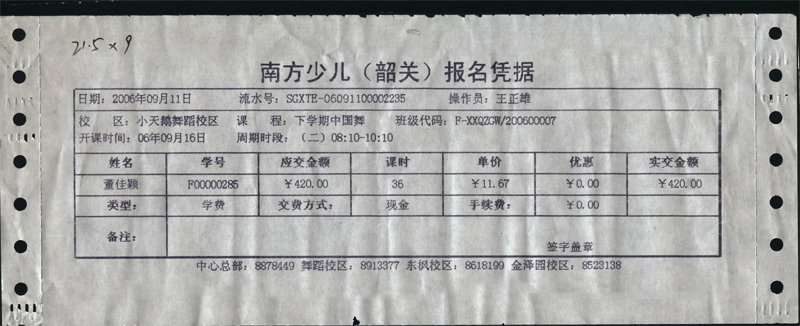 21.5 x 9
南方少儿（韶关）报名凭据
日期：2006年09月11日 流水号：SGXTE-06091100002235 操作员：王正雄
校 区：小天鹅舞蹈校区 课 程：下学期中国舞 班级代码：F-XXQZGW/200600007
开课时间：06年09月16日 周期时段：（二）08:10-10:10
姓名 学号 应交金额 课时 单价 优惠 实交金额
董佳颖 F00000285 ￥420.00 36 ￥11.67 ￥0.00 ￥420.00
类型： 学费 交费方式： 现金 手续费： ￥0.00
备注：
签字盖章
中心总部：8878449 舞蹈校区：8913377 东沨校区：8618199 金泽园校区：8523138